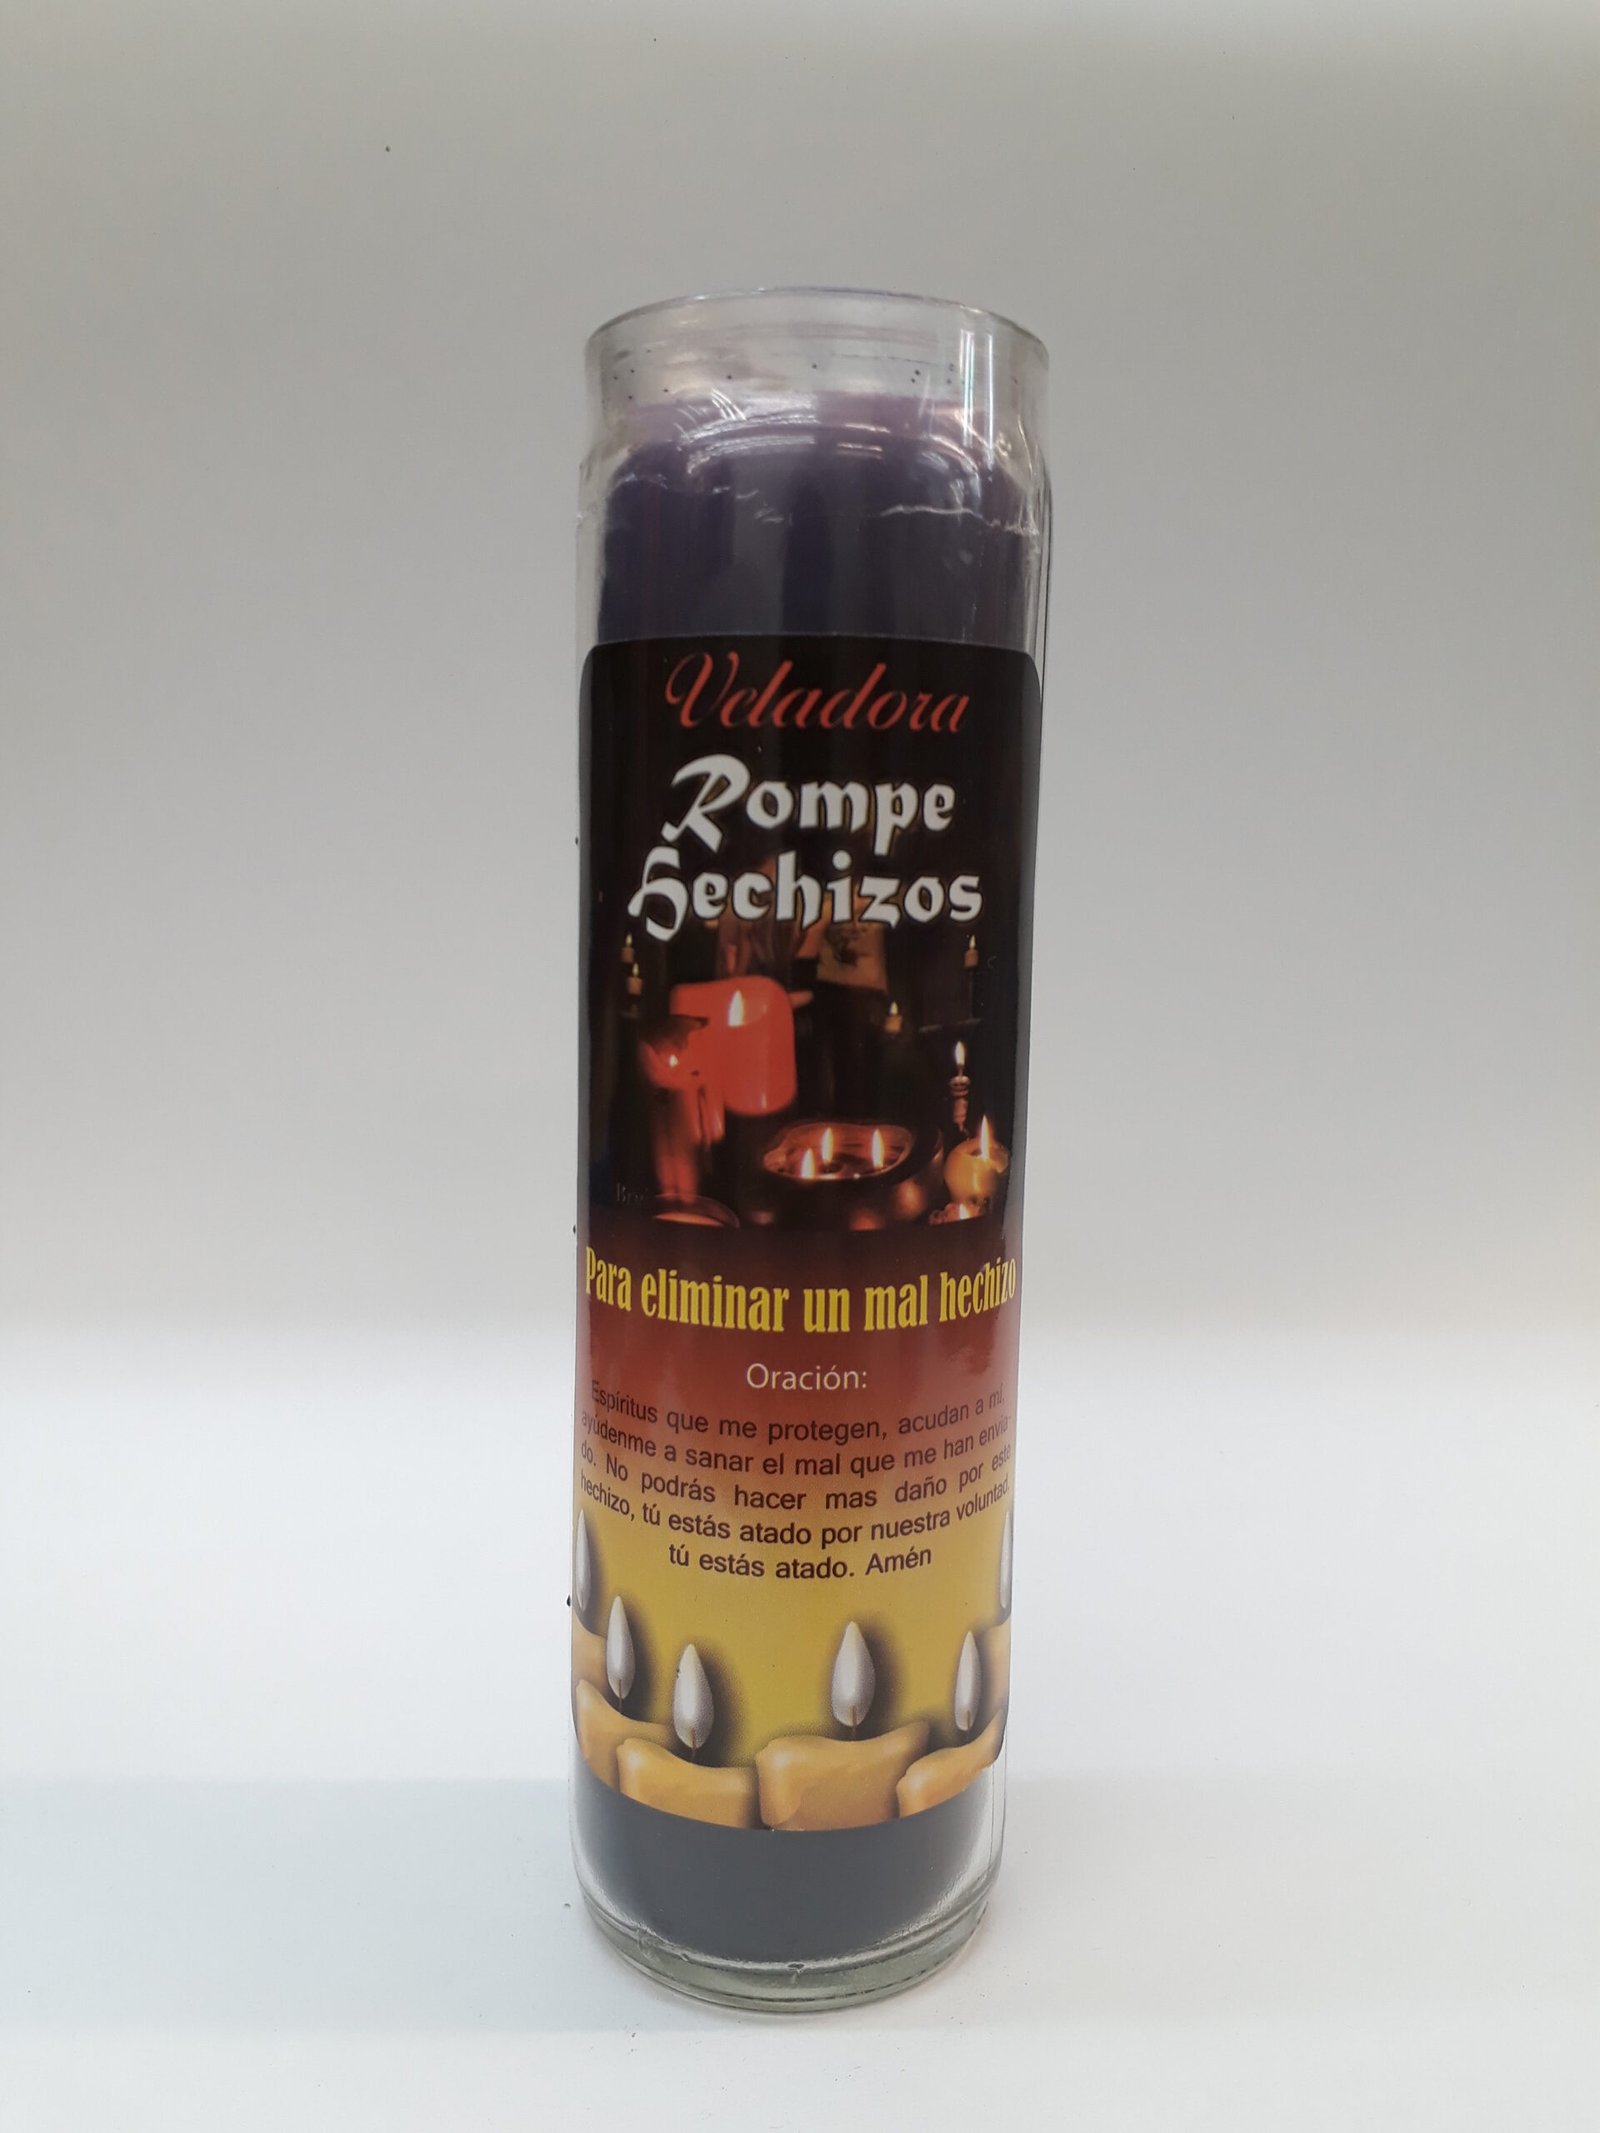 Veladora
Rompe
Hechizos
Para eliminar un mal hechizo
Oración:
Espíritus que me protegen, acudan a mí,
ayúdenme a sanar el mal que me han envia-
do. No podrás hacer mas daño por este
hechizo, tú estás atado por nuestra voluntad,
tú estás atado. Amén